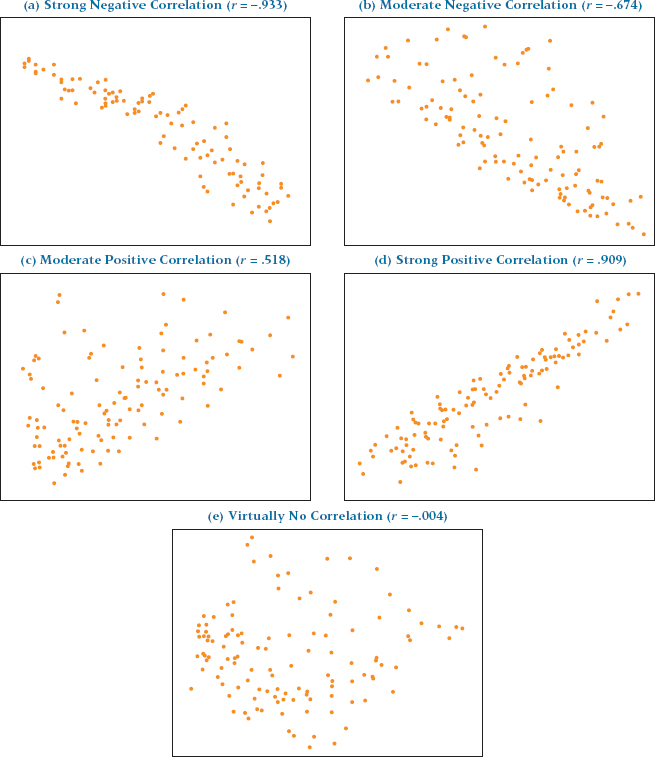 (a) Strong Negative Correlation (r = –.933)
(b) Moderate Negative Correlation (r = –.674)
(c) Moderate Positive Correlation (r = .518)
(d) Strong Positive Correlation (r = .909)
(e) Virtually No Correlation (r = –.004)